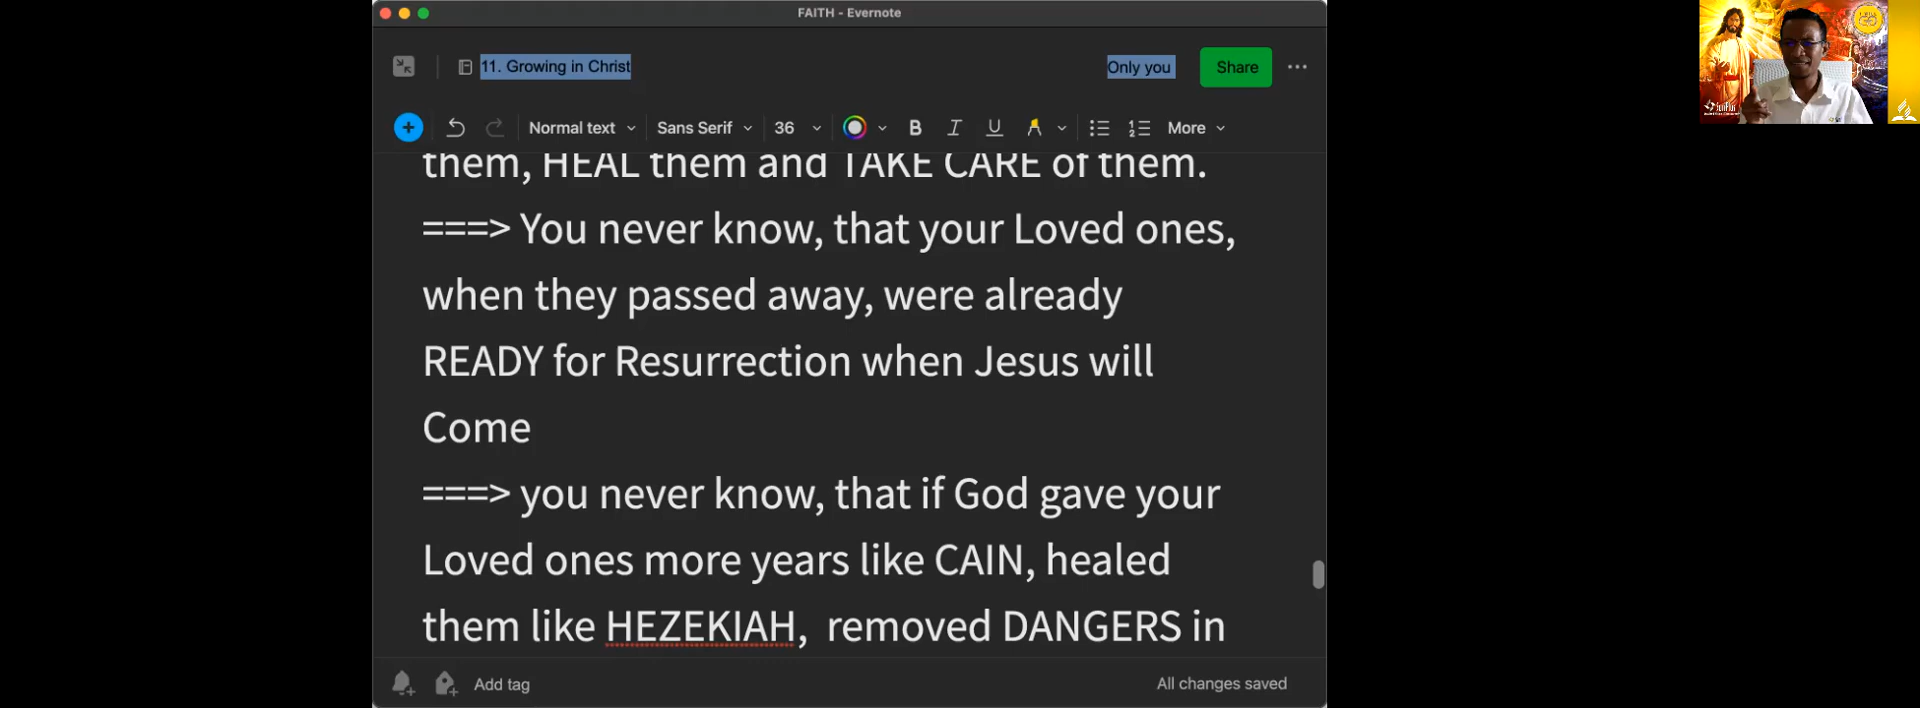 FAITH - Evernote
11. Growing in Christ
Only you
Share
Normal text
Sans Serif
36
B
I
U
More
them, HEAL them and TAKE CARE of them.
===> You never know, that your Loved ones,
when they passed away, were already
READY for Resurrection when Jesus will
Come
===> you never know, that if God gave your
Loved ones more years like CAIN, healed
them like HEZEKIAH,  removed DANGERS in
Add tag
All changes saved